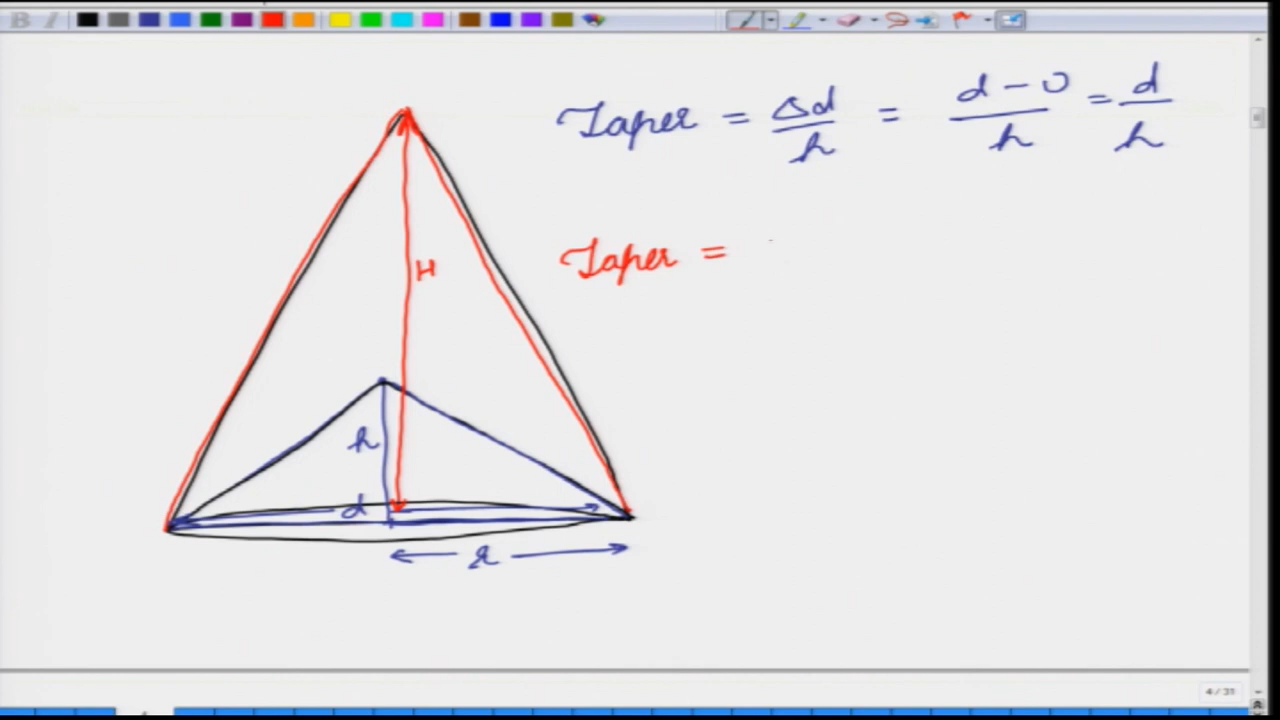 B I
Taper = Δd/h = d-0/h = d/h
Taper =
H
h
d
r
4/31